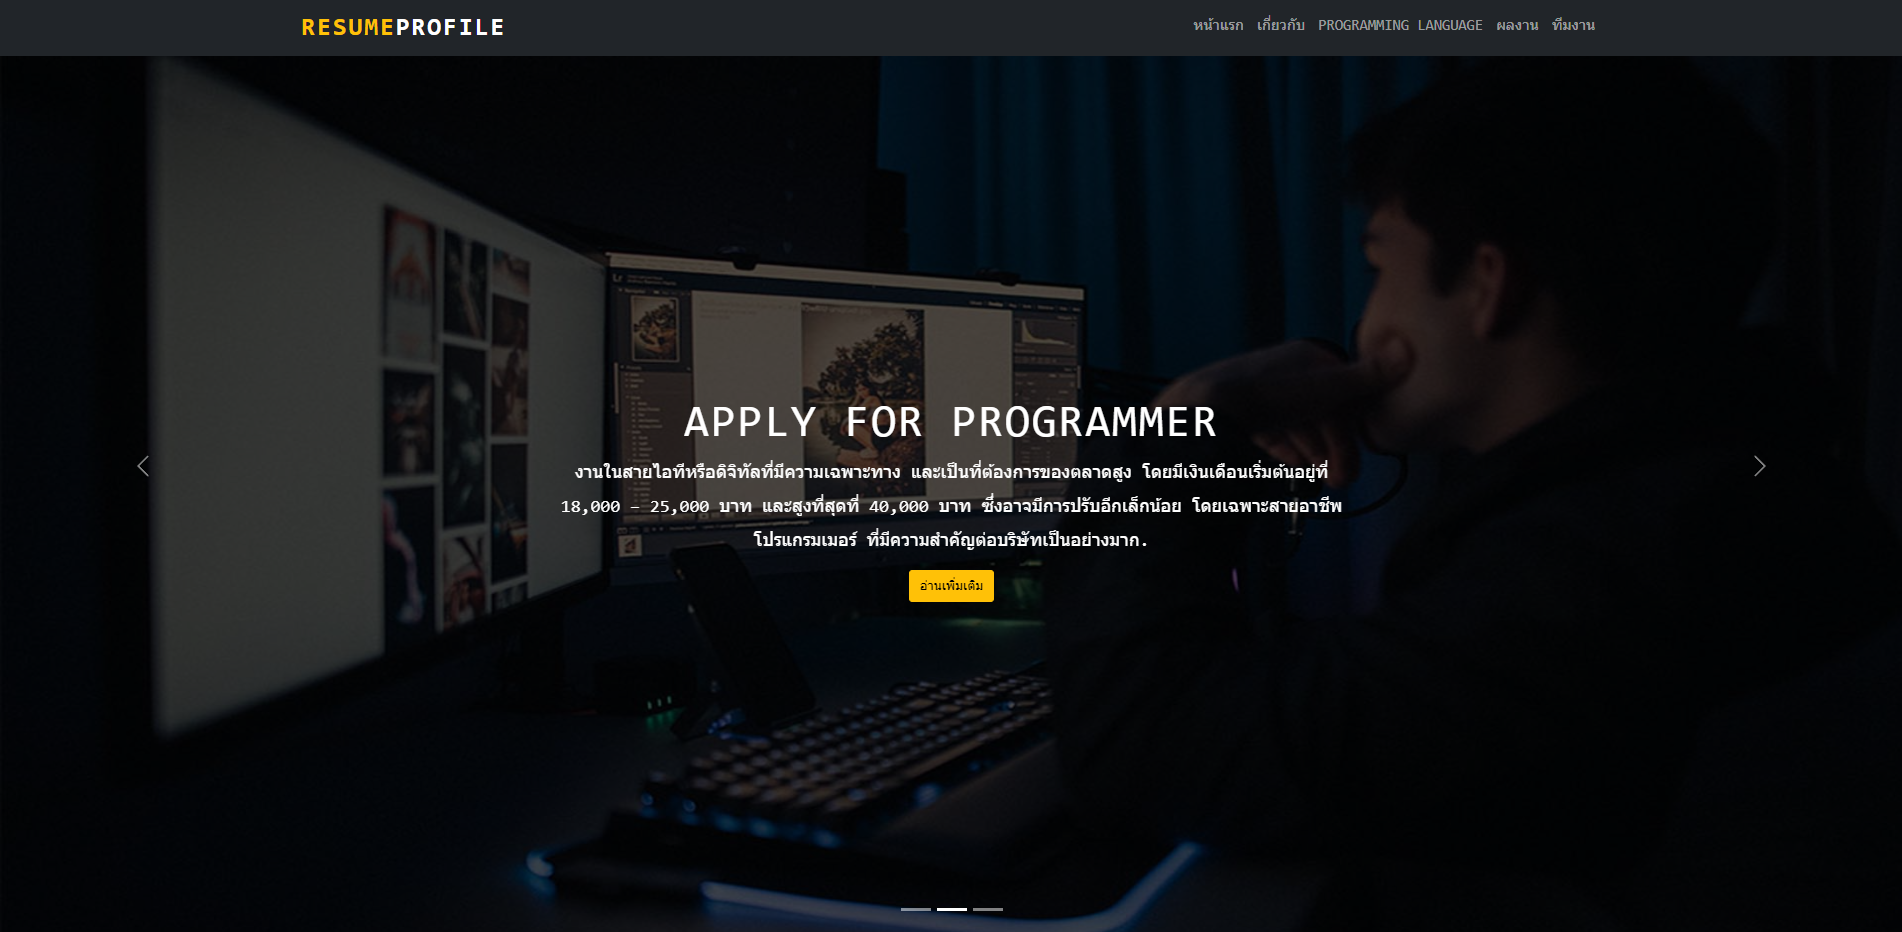 RESUMEPROFILE
หน้าแรก เกี่ยวกับ PROGRAMMING LANGUAGE ผลงาน ทีมงาน
APPLY FOR PROGRAMMER
งานในสายไอทีหรือดิจิทัลที่มีความเฉพาะทาง และเป็นที่ต้องการของตลาดสูง โดยมีเงินเดือนเริ่มต้นอยู่ที่
18,000 – 25,000 บาท และสูงที่สุดที่ 40,000 บาท ซึ่งอาจมีการปรับอีกเล็กน้อย โดยเฉพาะสายอาชีพ
โปรแกรมเมอร์ ที่มีความสำคัญต่อบริษัทเป็นอย่างมาก.
อ่านเพิ่มเติม